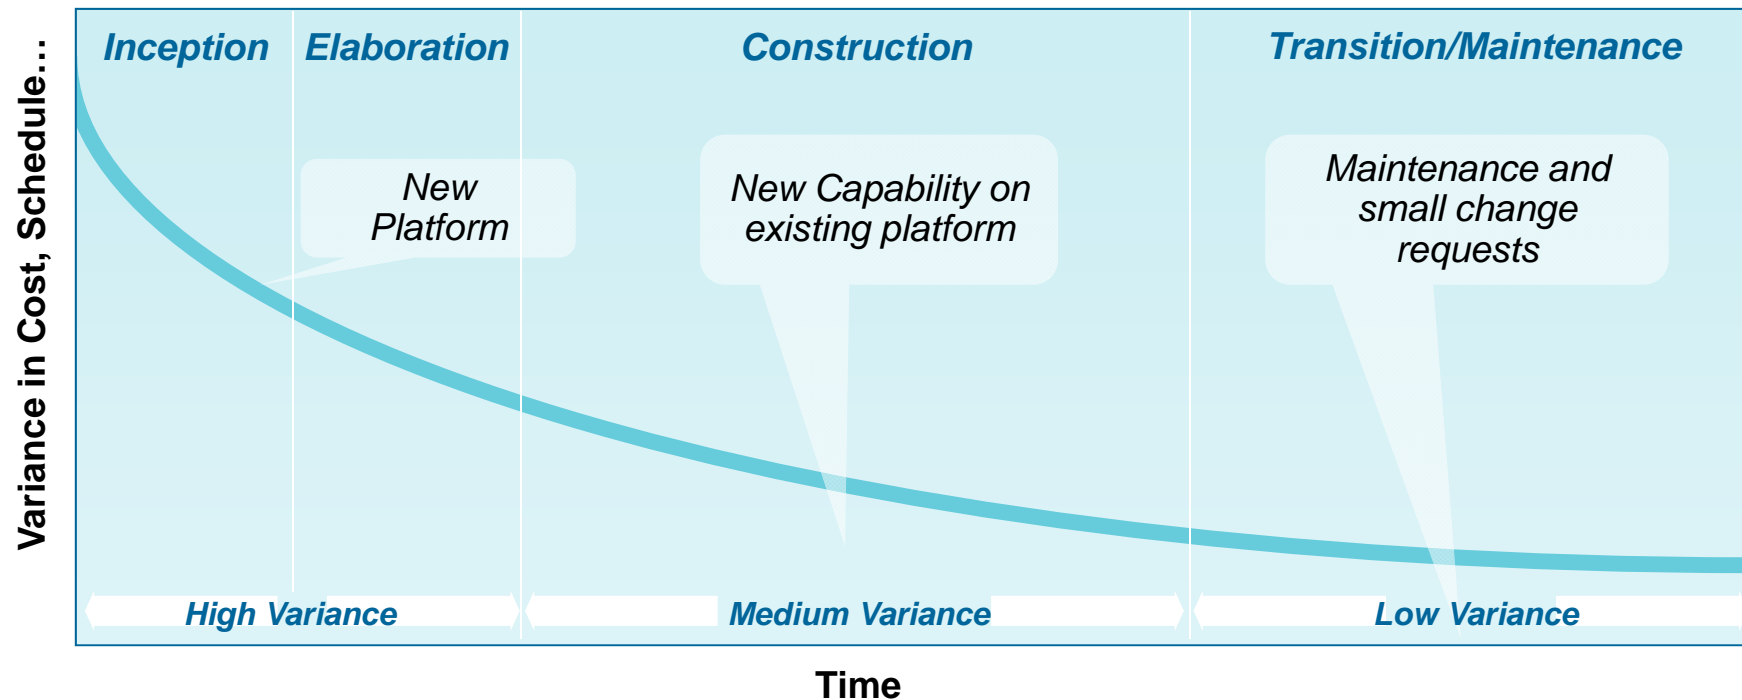 Variance in Cost, Schedule…
Inception
Elaboration
Construction
Transition/Maintenance
New
Platform
New Capability on
existing platform
Maintenance and
small change
requests
High Variance
Medium Variance
Low Variance
Time